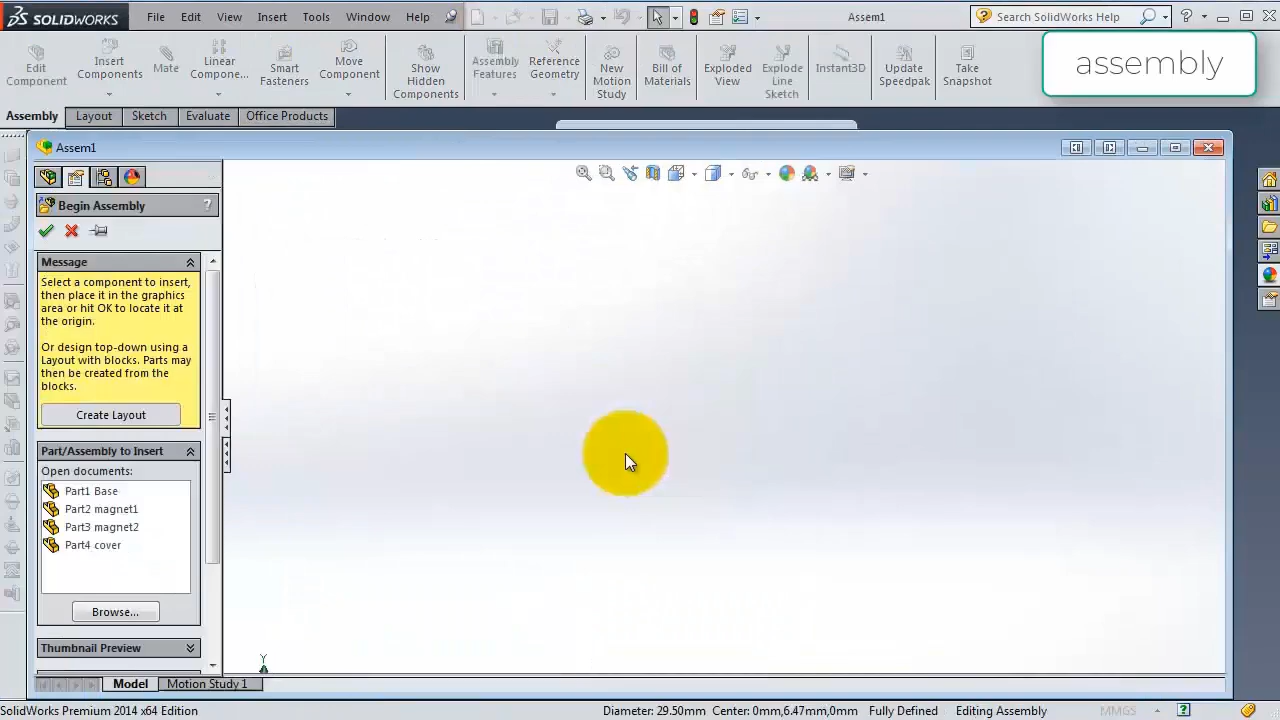 SOLIDWORKS File Edit View Insert Tools Window Help Assem1 Search SolidWorks Help
Edit Component
Insert Components
Mate
Linear Compone...
Smart Fasteners
Move Component
Show Hidden Components
Assembly Features
Reference Geometry
New Motion Study
Bill of Materials
Exploded View
Explode Line Sketch
Instant3D
Update Speedpak
Take Snapshot
assembly
Assembly Layout Sketch Evaluate Office Products
Assem1
Begin Assembly ?
Message
Select a component to insert,
then place it in the graphics
area or hit OK to locate it at
the origin.
Or design top-down using a
Layout with blocks. Parts may
then be created from the
blocks.
Create Layout
Part/Assembly to Insert
Open documents:
Part1 Base
Part2 magnet1
Part3 magnet2
Part4 cover
Browse...
Thumbnail Preview
Y
Model Motion Study 1
SolidWorks Premium 2014 x64 Edition Diameter: 29.50mm Center: 0mm,6.47mm,0mm Fully Defined Editing Assembly MMGS